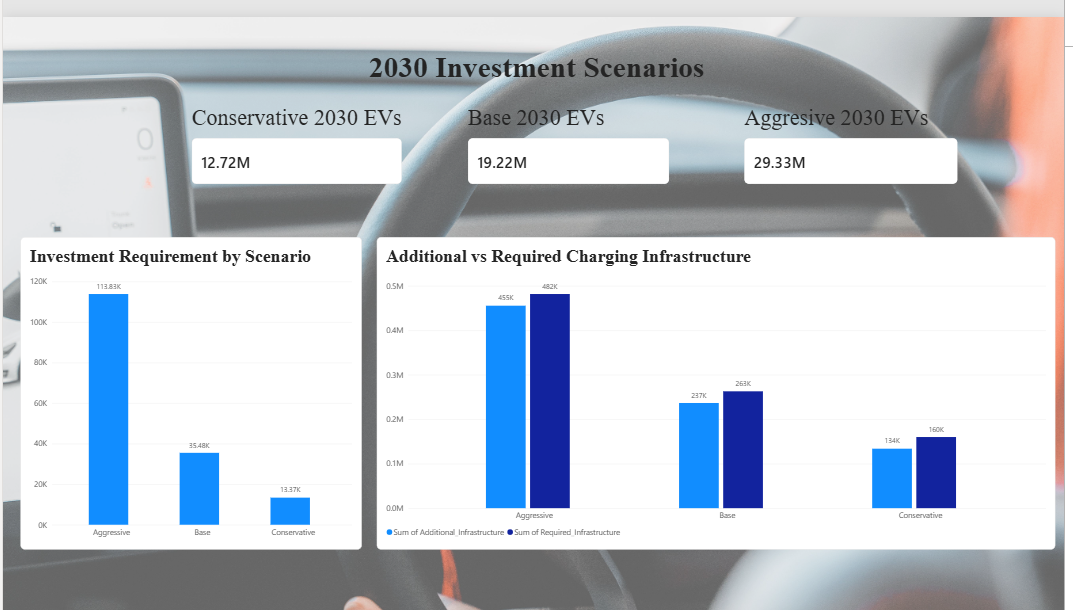 2030 Investment Scenarios
Conservative 2030 EVs
Base 2030 EVs
Aggresive 2030 EVs
12.72M
19.22M
29.33M
0
Open
Investment Requirement by Scenario
120K
100K
80K
60K
40K
20K
0K
113.83K
35.48K
13.37K
Aggressive
Base
Conservative
Additional vs Required Charging Infrastructure
0.5M
0.4M
0.3M
0.2M
0.1M
0.0M
455K
482K
237K
263K
134K
160K
Aggressive
Base
Conservative
Sum of Additional_Infrastructure
Sum of Required_Infrastructure